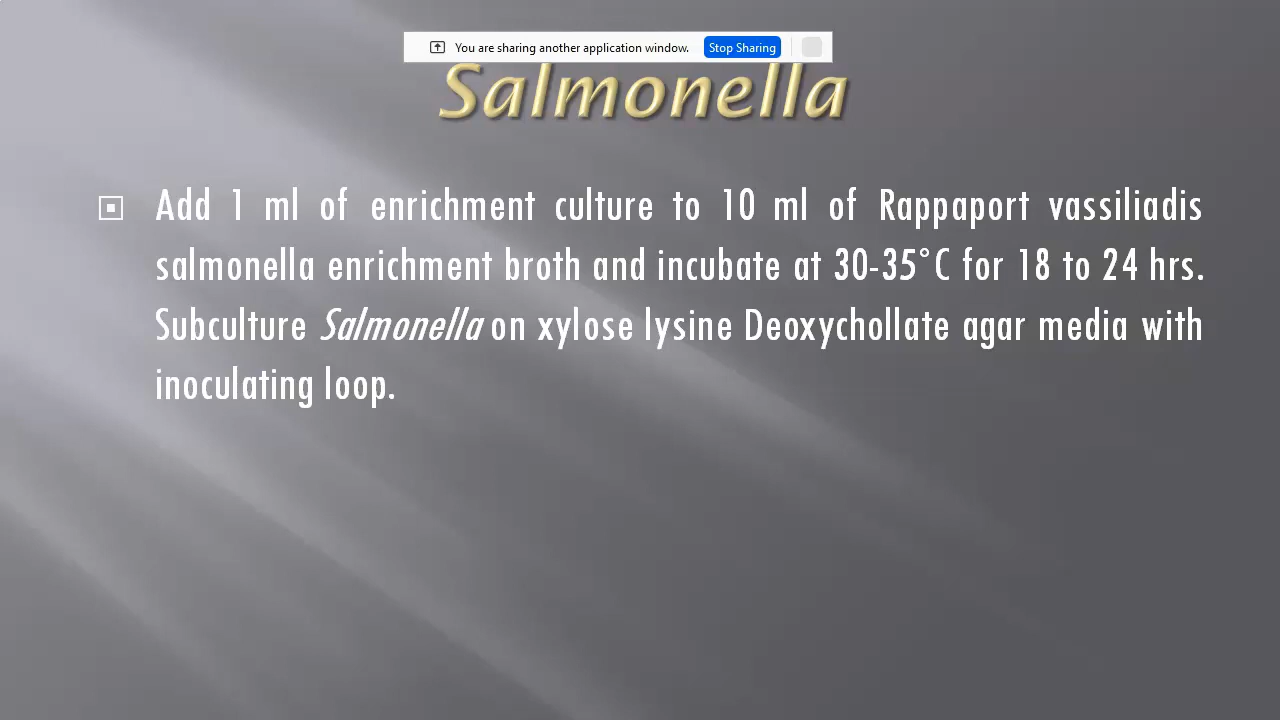 You are sharing another application window. Stop Sharing
Salmonella
Add 1 ml of enrichment culture to 10 ml of Rappaport vassiliadis
salmonella enrichment broth and incubate at 30-35°C for 18 to 24 hrs.
Subculture Salmonella on xylose lysine Deoxychollate agar media with
inoculating loop.